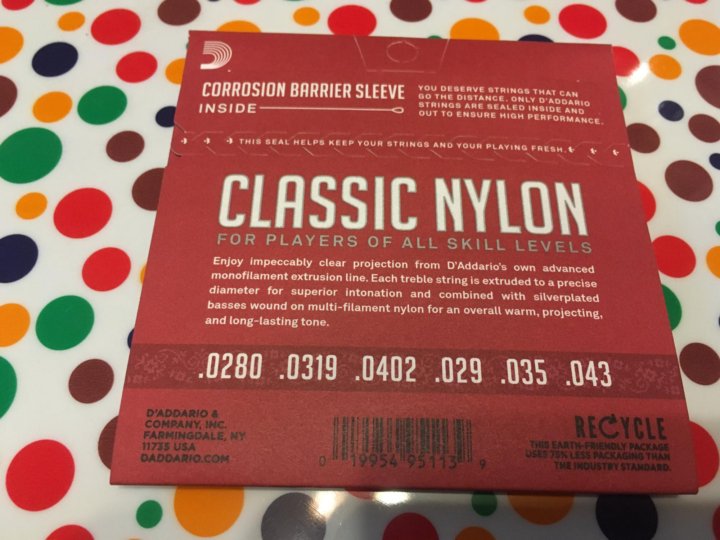 CORROSION BARRIER SLEEVE
INSIDE
YOU DESERVE STRINGS THAT CAN
GO THE DISTANCE. ONLY D'ADDARIO
STRINGS ARE SEALED INSIDE AND
OUT TO ENSURE HIGH PERFORMANCE.
THIS SEAL HELPS KEEP YOUR STRINGS AND YOUR PLAYING FRESH.
CLASSIC NYLON
FOR PLAYERS OF ALL SKILL LEVELS
Enjoy impeccably clear projection from D'Addario's own advanced
monofilament extrusion line. Each treble string is extruded to a precise
diameter for superior intonation and combined with silverplated
basses wound on multi-filament nylon for an overall warm, projecting,
and long-lasting tone.
.0280 .0319 .0402 .029 .035 .043
D'ADDARIO &
COMPANY, INC.
FARMINGDALE, NY
11735 USA
DADDARIO.COM
0 19954 95113 9
RECYCLE
THIS EARTH-FRIENDLY PACKAGE
USES 75% LESS PACKAGING THAN
THE INDUSTRY STANDARD.